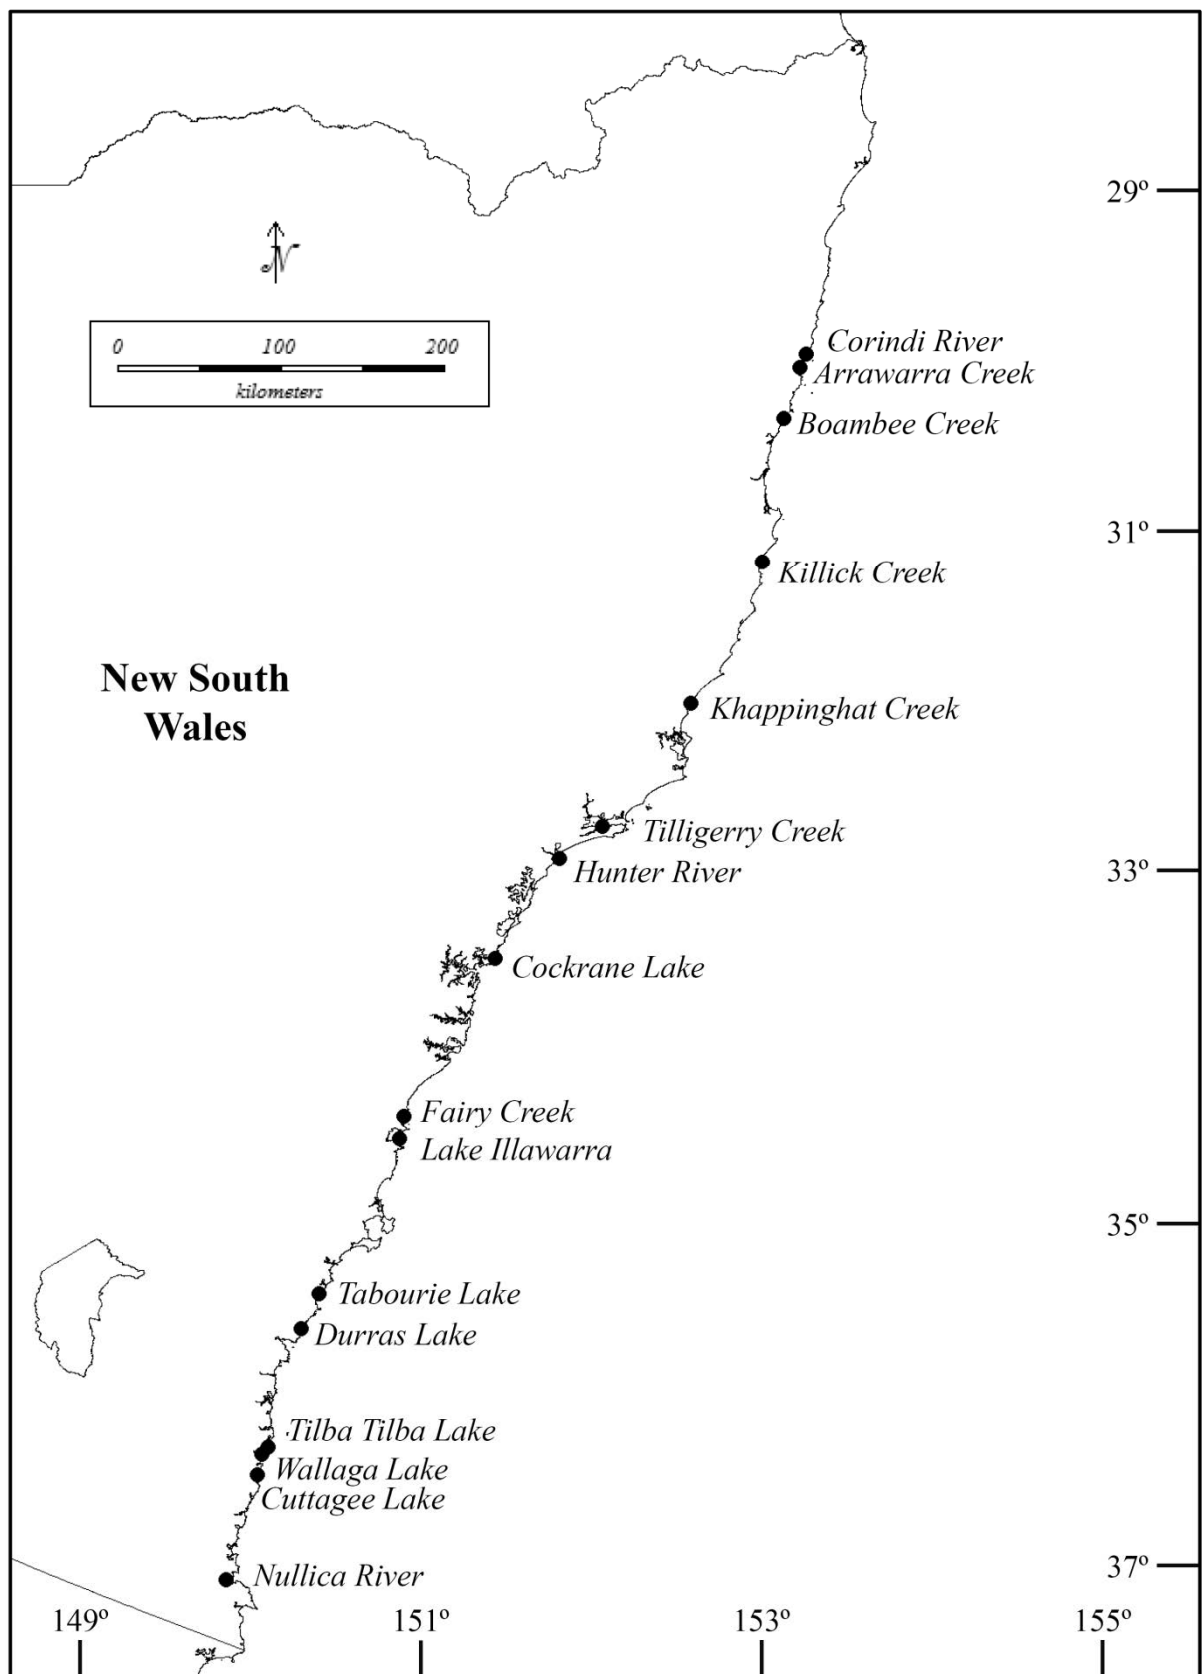 29º
N
0 100 200
kilometers
Corindi River
Arrawarra Creek
Boambee Creek
31º
Killick Creek
New South
Wales
Khappinghat Creek
Tilligerry Creek
33º
Hunter River
Cockrane Lake
Fairy Creek
Lake Illawarra
35º
Tabourie Lake
Durras Lake
Tilba Tilba Lake
Wallaga Lake
Cuttagee Lake
37º
Nullica River
149º 151º 153º 155º